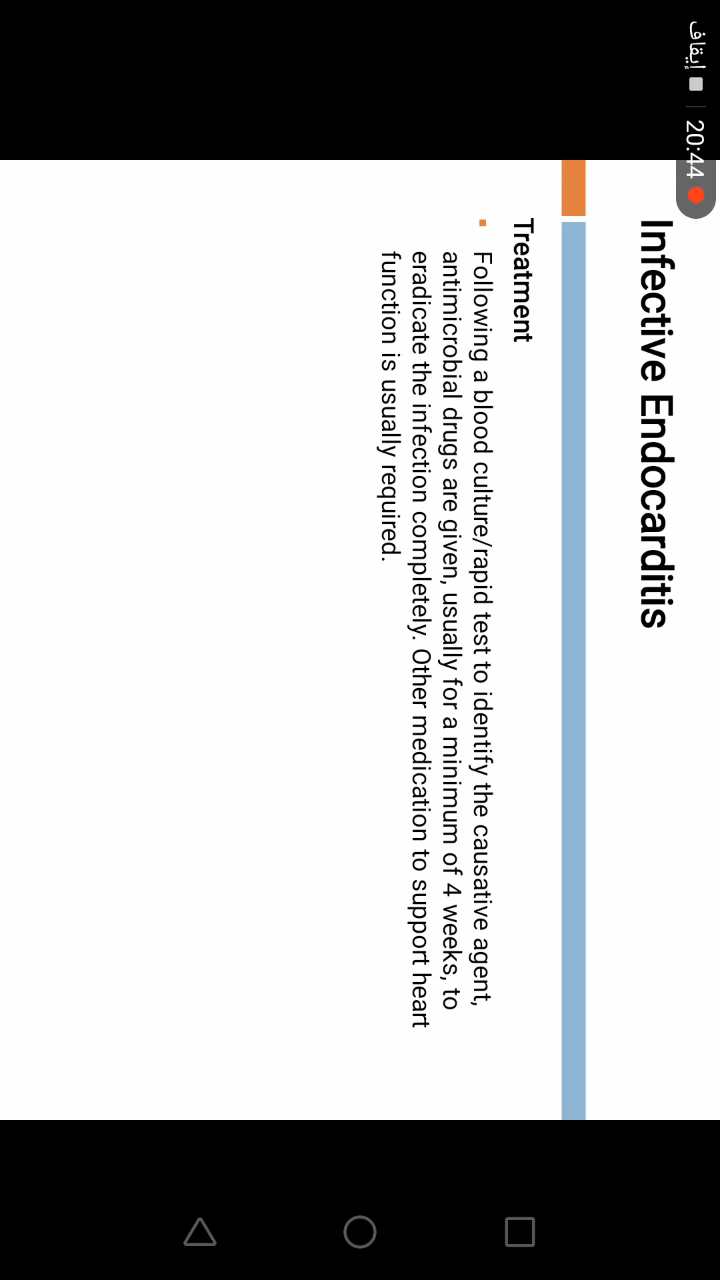 إيقاف
20:44
Infective Endocarditis
Treatment
▪ Following a blood culture/rapid test to identify the causative agent,
antimicrobial drugs are given, usually for a minimum of 4 weeks, to
eradicate the infection completely. Other medication to support heart
function is usually required.